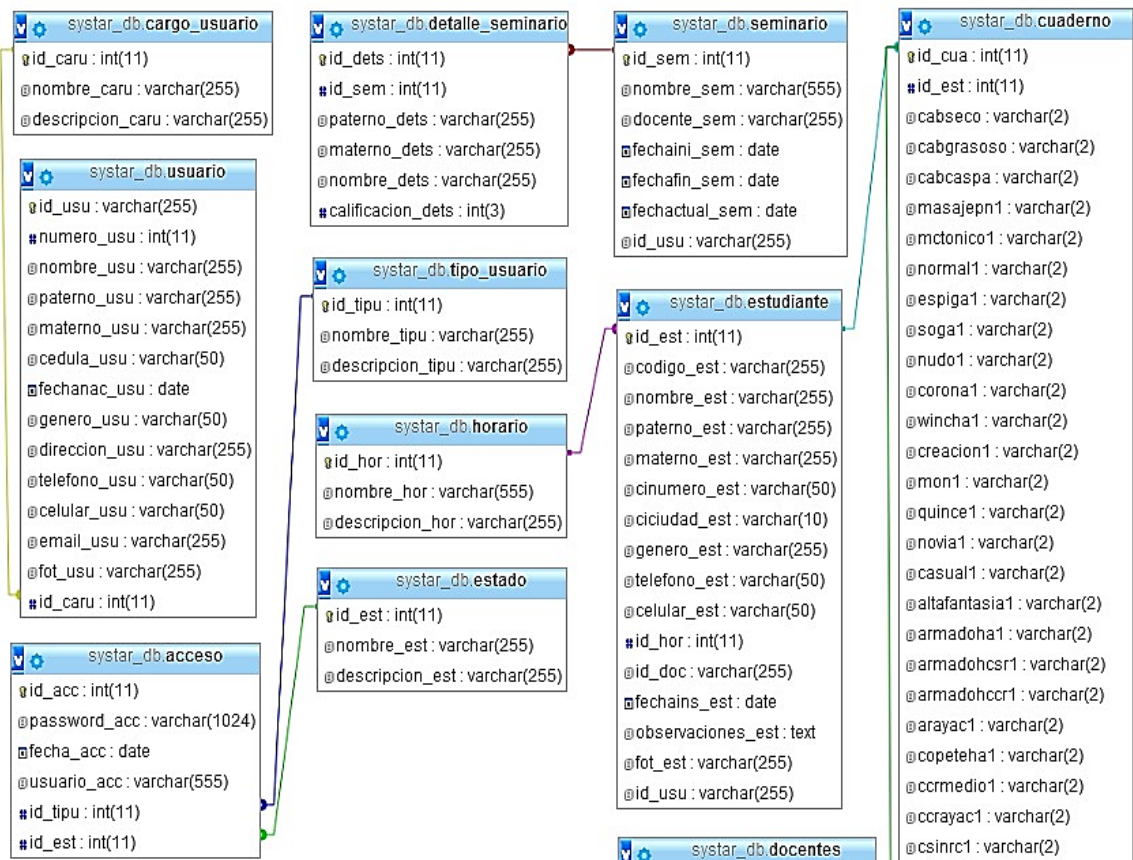 systar_db.cargo_usuario
id_caru : int(11)
nombre_caru : varchar(255)
descripcion_caru : varchar(255)
systar_db.usuario
id_usu : varchar(255)
numero_usu : int(11)
nombre_usu : varchar(255)
paterno_usu : varchar(255)
materno_usu : varchar(255)
cedula_usu : varchar(50)
fechanac_usu : date
genero_usu : varchar(50)
direccion_usu : varchar(255)
telefono_usu : varchar(50)
celular_usu : varchar(50)
email_usu : varchar(255)
fot_usu : varchar(255)
id_caru : int(11)
systar_db.acceso
id_acc : int(11)
password_acc : varchar(1024)
fecha_acc : date
usuario_acc : varchar(555)
id_tipu : int(11)
id_est : int(11)
systar_db.detalle_seminario
id_dets : int(11)
id_sem : int(11)
paterno_dets : varchar(255)
materno_dets : varchar(255)
nombre_dets : varchar(255)
calificacion_dets : int(3)
systar_db.tipo_usuario
id_tipu : int(11)
nombre_tipu : varchar(255)
descripcion_tipu : varchar(255)
systar_db.horario
id_hor : int(11)
nombre_hor : varchar(555)
descripcion_hor : varchar(255)
systar_db.estado
id_est : int(11)
nombre_est : varchar(255)
descripcion_est : varchar(255)
systar_db.seminario
id_sem : int(11)
nombre_sem : varchar(555)
docente_sem : varchar(255)
fechaini_sem : date
fechafin_sem : date
fechactual_sem : date
id_usu : varchar(255)
systar_db.estudiante
id_est : int(11)
codigo_est : varchar(255)
nombre_est : varchar(255)
paterno_est : varchar(255)
materno_est : varchar(255)
cinumero_est : varchar(50)
ciciudad_est : varchar(10)
genero_est : varchar(255)
telefono_est : varchar(50)
celular_est : varchar(50)
id_hor : int(11)
id_doc : varchar(255)
fechains_est : date
observaciones_est : text
fot_est : varchar(255)
id_usu : varchar(255)
systar_db.docentes
systar_db.cuaderno
id_cua : int(11)
id_est : int(11)
cabseco : varchar(2)
cabgrasoso : varchar(2)
cabcaspa : varchar(2)
masajepn1 : varchar(2)
mctonico1 : varchar(2)
normal1 : varchar(2)
espiga1 : varchar(2)
soga1 : varchar(2)
nudo1 : varchar(2)
corona1 : varchar(2)
wincha1 : varchar(2)
creacion1 : varchar(2)
mon1 : varchar(2)
quince1 : varchar(2)
novia1 : varchar(2)
casual1 : varchar(2)
altafantasia1 : varchar(2)
armadoha1 : varchar(2)
armadohcsr1 : varchar(2)
armadohccr1 : varchar(2)
arayac1 : varchar(2)
copeteha1 : varchar(2)
ccrmedio1 : varchar(2)
ccrayac1 : varchar(2)
csinrc1 : varchar(2)